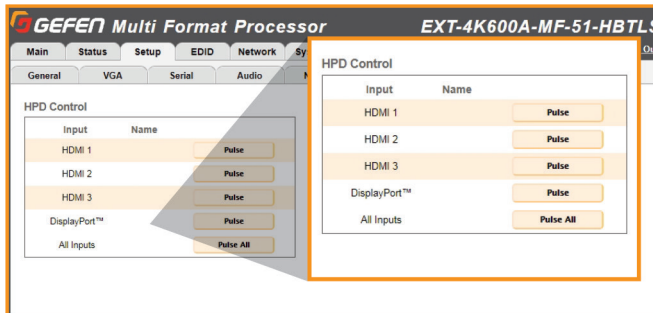 GEFEN Multi Format Processor EXT-4K600A-MF-51-HBTLS
Main Status Setup EDID Network
General VGA Serial Audio
HPD Control
Input Name
HDMI 1 Pulse
HDMI 2 Pulse
HDMI 3 Pulse
DisplayPort™ Pulse
All Inputs Pulse All
HPD Control
Input Name
HDMI 1 Pulse
HDMI 2 Pulse
HDMI 3 Pulse
DisplayPort™ Pulse
All Inputs Pulse All